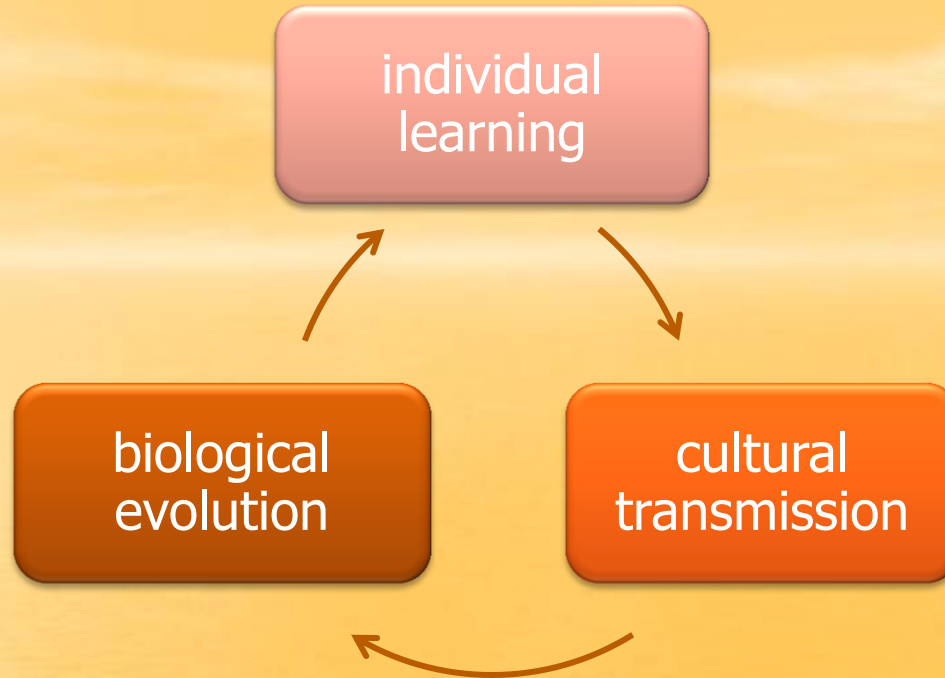 individual
learning
biological
evolution
cultural
transmission